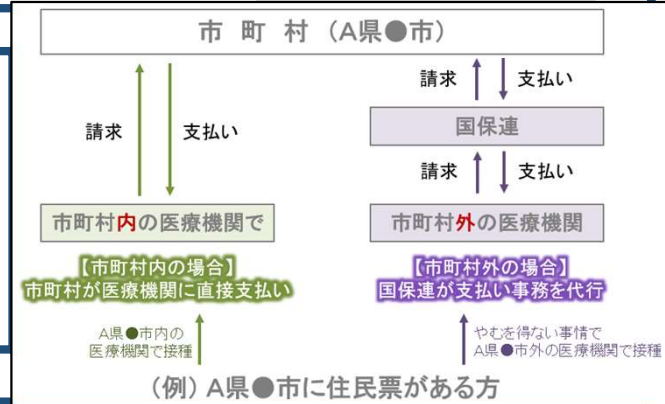 市町村（A県●市）
請求
支払い
請求
支払い
国保連
請求
支払い
市町村内の医療機関で
市町村外の医療機関
【市町村内の場合】
市町村が医療機関に直接支払い
【市町村外の場合】
国保連が支払い事務を代行
A県●市内の
医療機関で接種
やむを得ない事情で
A県●市外の医療機関で接種
（例）A県●市に住民票がある方